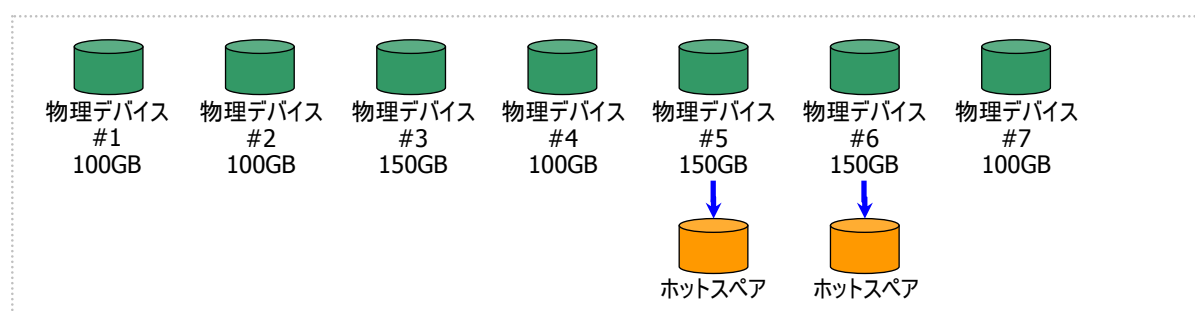 物理デバイス 物理デバイス 物理デバイス 物理デバイス 物理デバイス 物理デバイス 物理デバイス
#1 #2 #3 #4 #5 #6 #7
100GB 100GB 150GB 100GB 150GB 150GB 100GB
ホットスペア ホットスペア